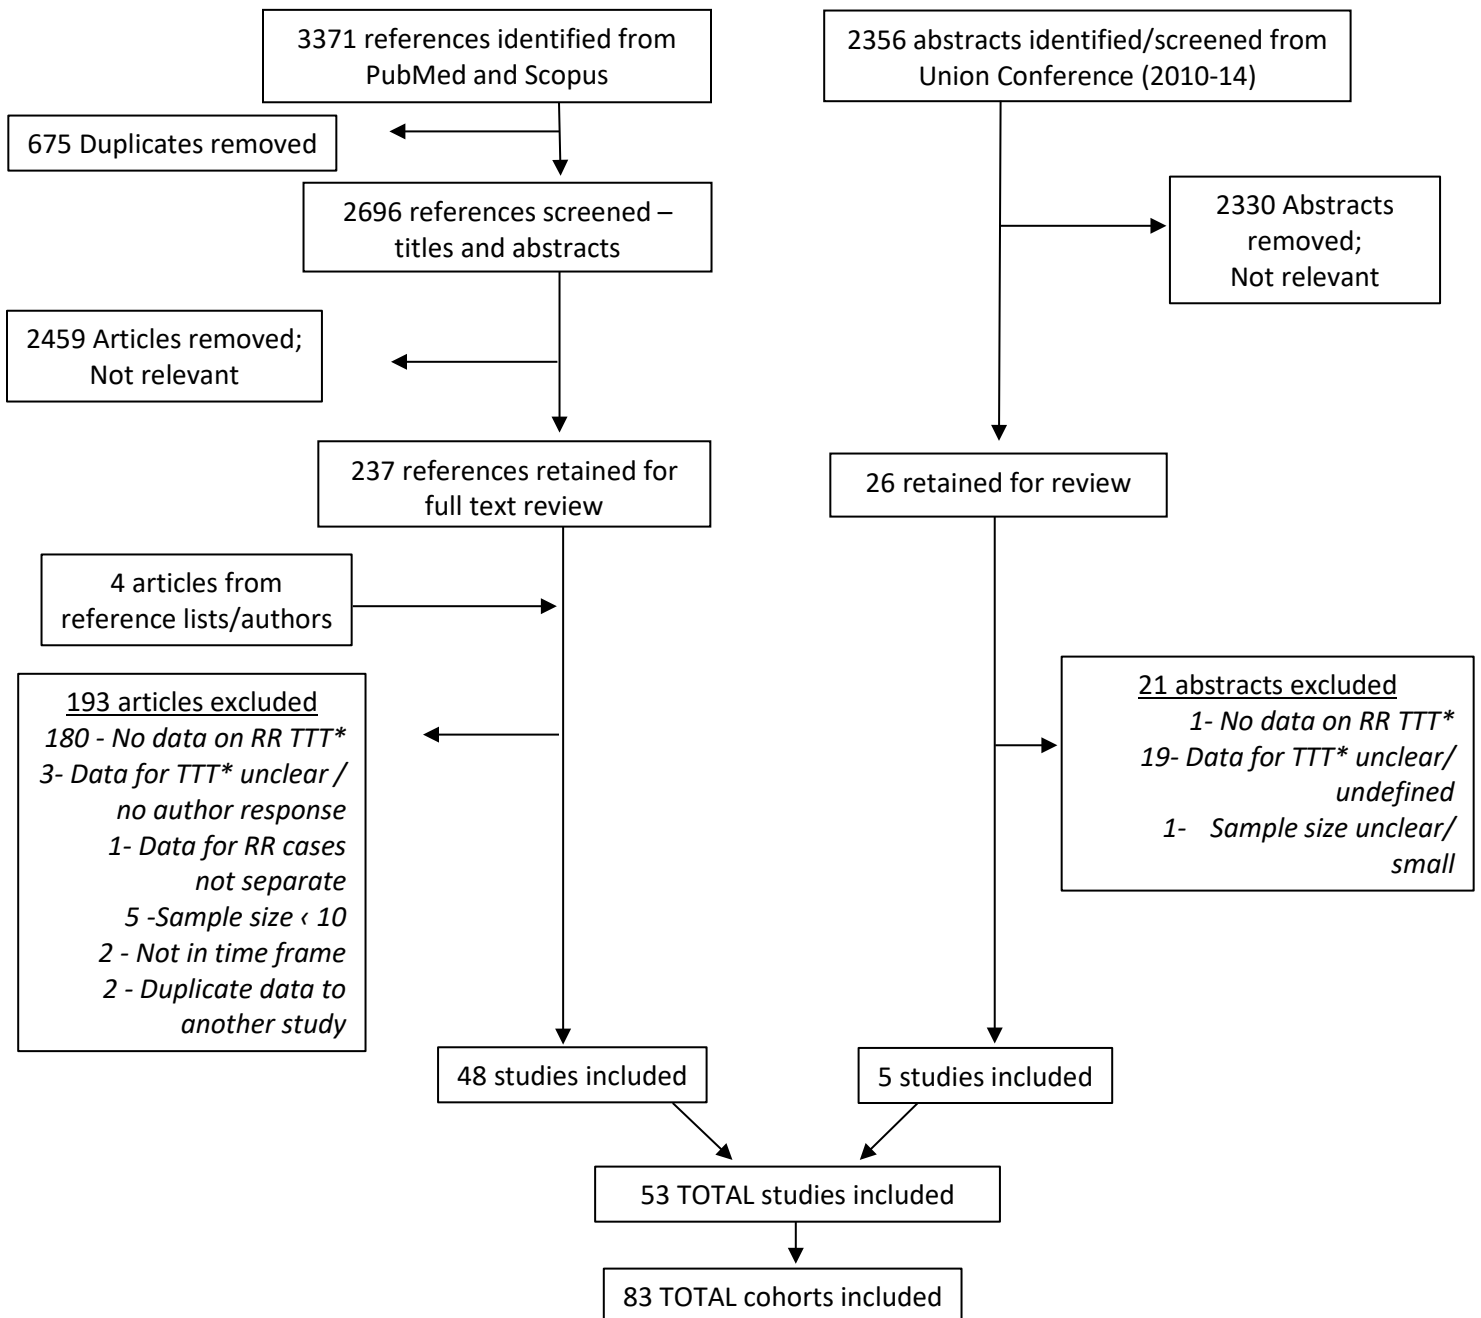 3371 references identified from
PubMed and Scopus
2356 abstracts identified/screened from
Union Conference (2010-14)
675 Duplicates removed
2696 references screened –
titles and abstracts
2330 Abstracts
removed;
Not relevant
2459 Articles removed;
Not relevant
237 references retained for
full text review
26 retained for review
4 articles from
reference lists/authors
193 articles excluded
180 - No data on RR TTT*
3- Data for TTT* unclear /
no author response
1- Data for RR cases
not separate
5 -Sample size ‹ 10
2 - Not in time frame
2 - Duplicate data to
another study
21 abstracts excluded
1- No data on RR TTT*
19- Data for TTT* unclear/
undefined
1- Sample size unclear/
small
48 studies included
5 studies included
53 TOTAL studies included
83 TOTAL cohorts included